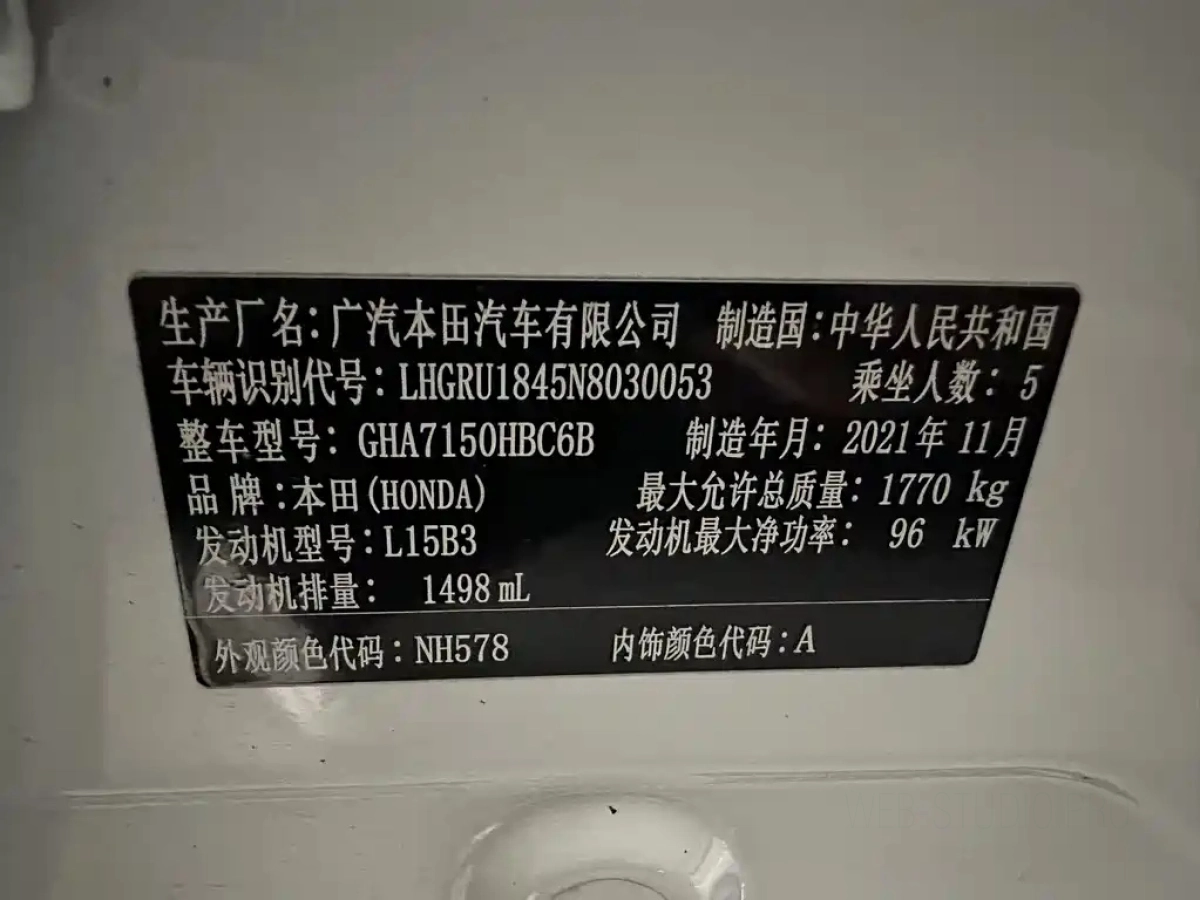 生产厂名：广汽本田汽车有限公司 制造国：中华人民共和国
车辆识别代号：LHGRU1845N8030053 乘坐人数：5
整车型号：GHA7150HBC6B 制造年月：2021年11月
品牌：本田(HONDA) 最大允许总质量：1770 kg
发动机型号：L15B3 发动机最大净功率：96 kW
发动机排量：1498 mL
外观颜色代码：NH578 内饰颜色代码：A